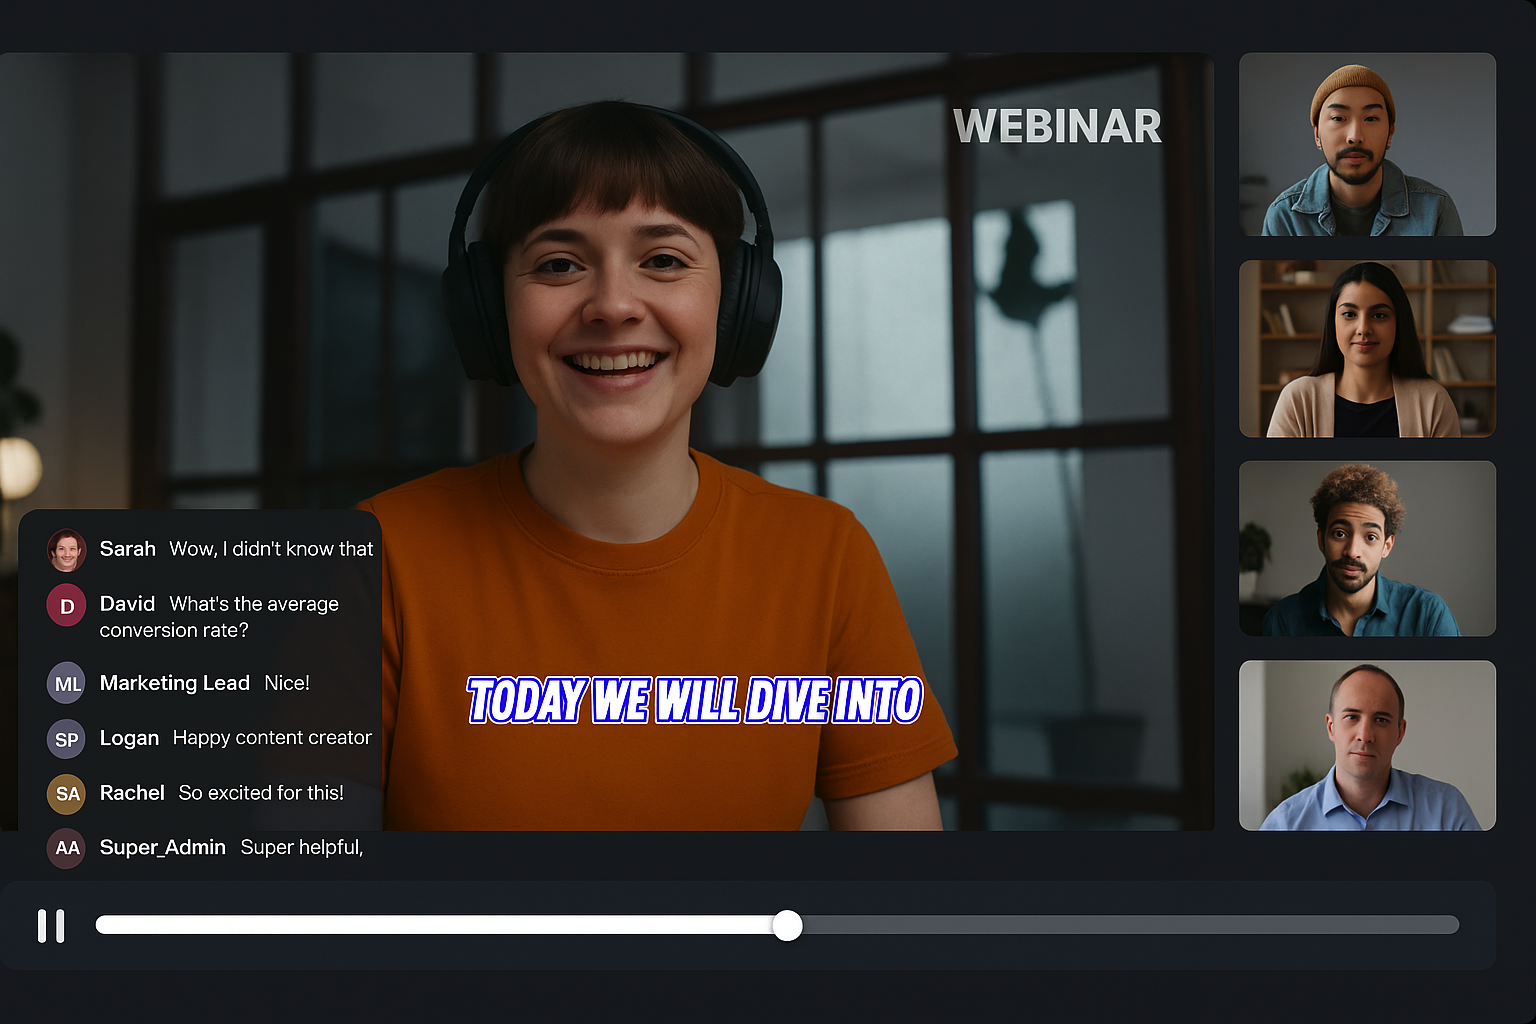 WEBINAR
Sarah Wow, I didn't know that
D David What's the average
conversion rate?
ML Marketing Lead Nice!
SP Logan Happy content creator
SA Rachel So excited for this!
AA Super_Admin Super helpful,
TODAY WE WILL DIVE INTO